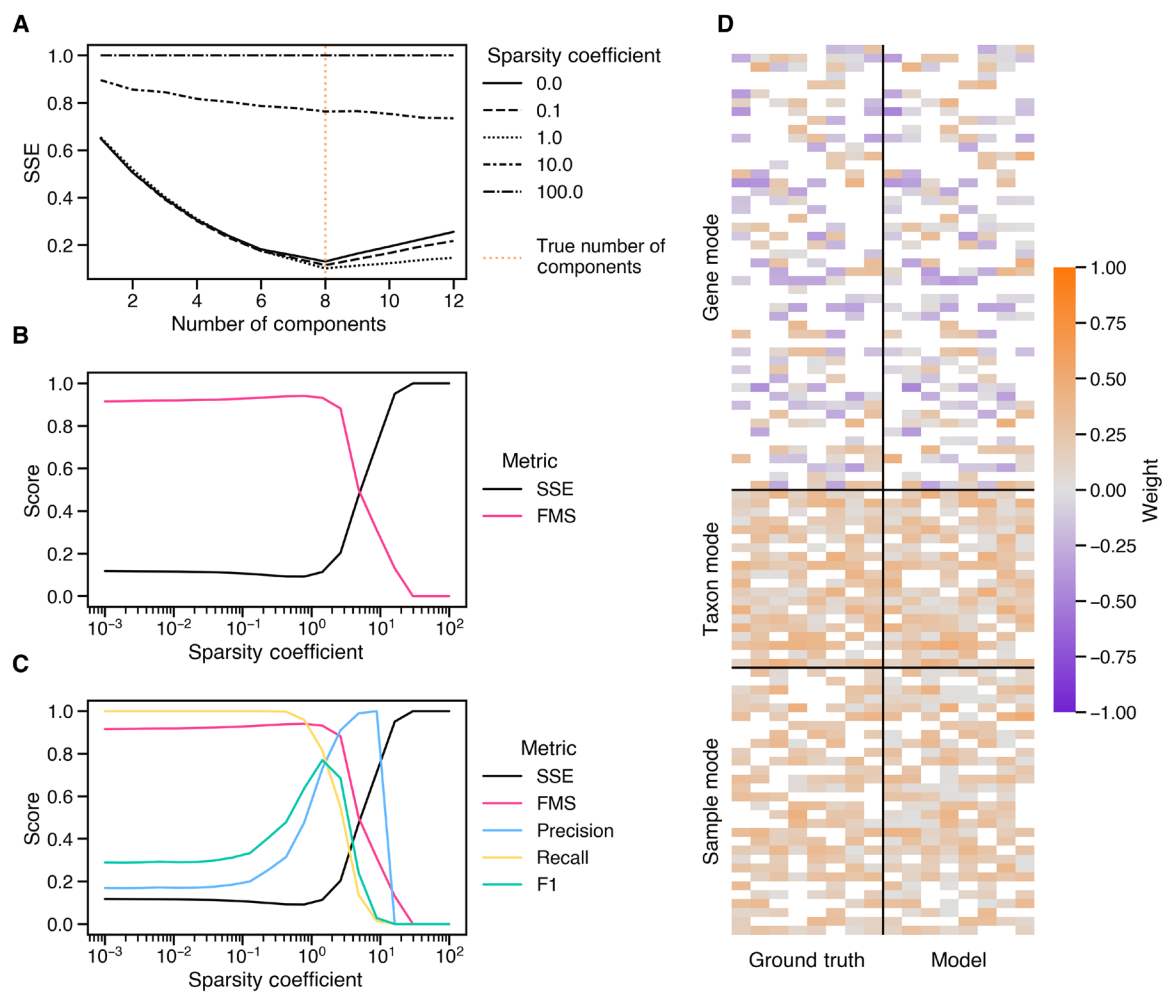 A
SSE
1.0
0.8
0.6
0.4
0.2
2
4
6
8
10
12
Number of components
Sparsity coefficient
0.0
0.1
1.0
10.0
100.0
True number of
components
B
Score
1.0
0.8
0.6
0.4
0.2
0.0
10⁻³
10⁻²
10⁻¹
10⁰
10¹
10²
Sparsity coefficient
Metric
SSE
FMS
C
Score
1.0
0.8
0.6
0.4
0.2
0.0
10⁻³
10⁻²
10⁻¹
10⁰
10¹
10²
Sparsity coefficient
Metric
SSE
FMS
Precision
Recall
F1
D
Gene mode
Taxon mode
Sample mode
Ground truth
Model
1.00
0.75
0.50
0.25
0.00
−0.25
−0.50
−0.75
−1.00
Weight